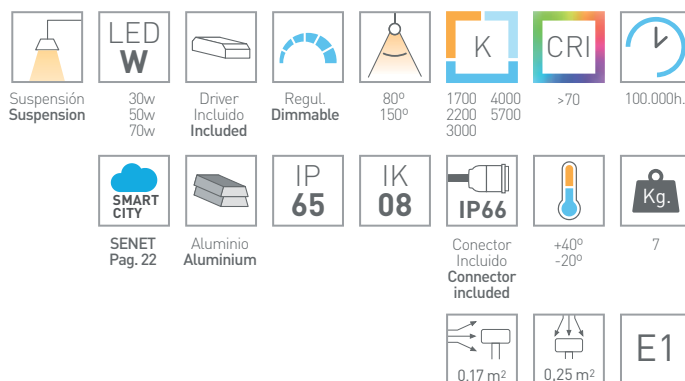 LED
W
K
CRI
Suspensión
Suspension
30w
50w
70w
Driver
Incluido
Included
Regul.
Dimmable
80º
150º
1700 4000
2200 5700
3000
>70
100.000h.
SMART
CITY
IP
65
IK
08
IP66
Kg.
SENET
Pag. 22
Aluminio
Aluminium
Conector
Incluido
Connector
included
+40º
-20º
7
0,17 m²
0,25 m²
E1